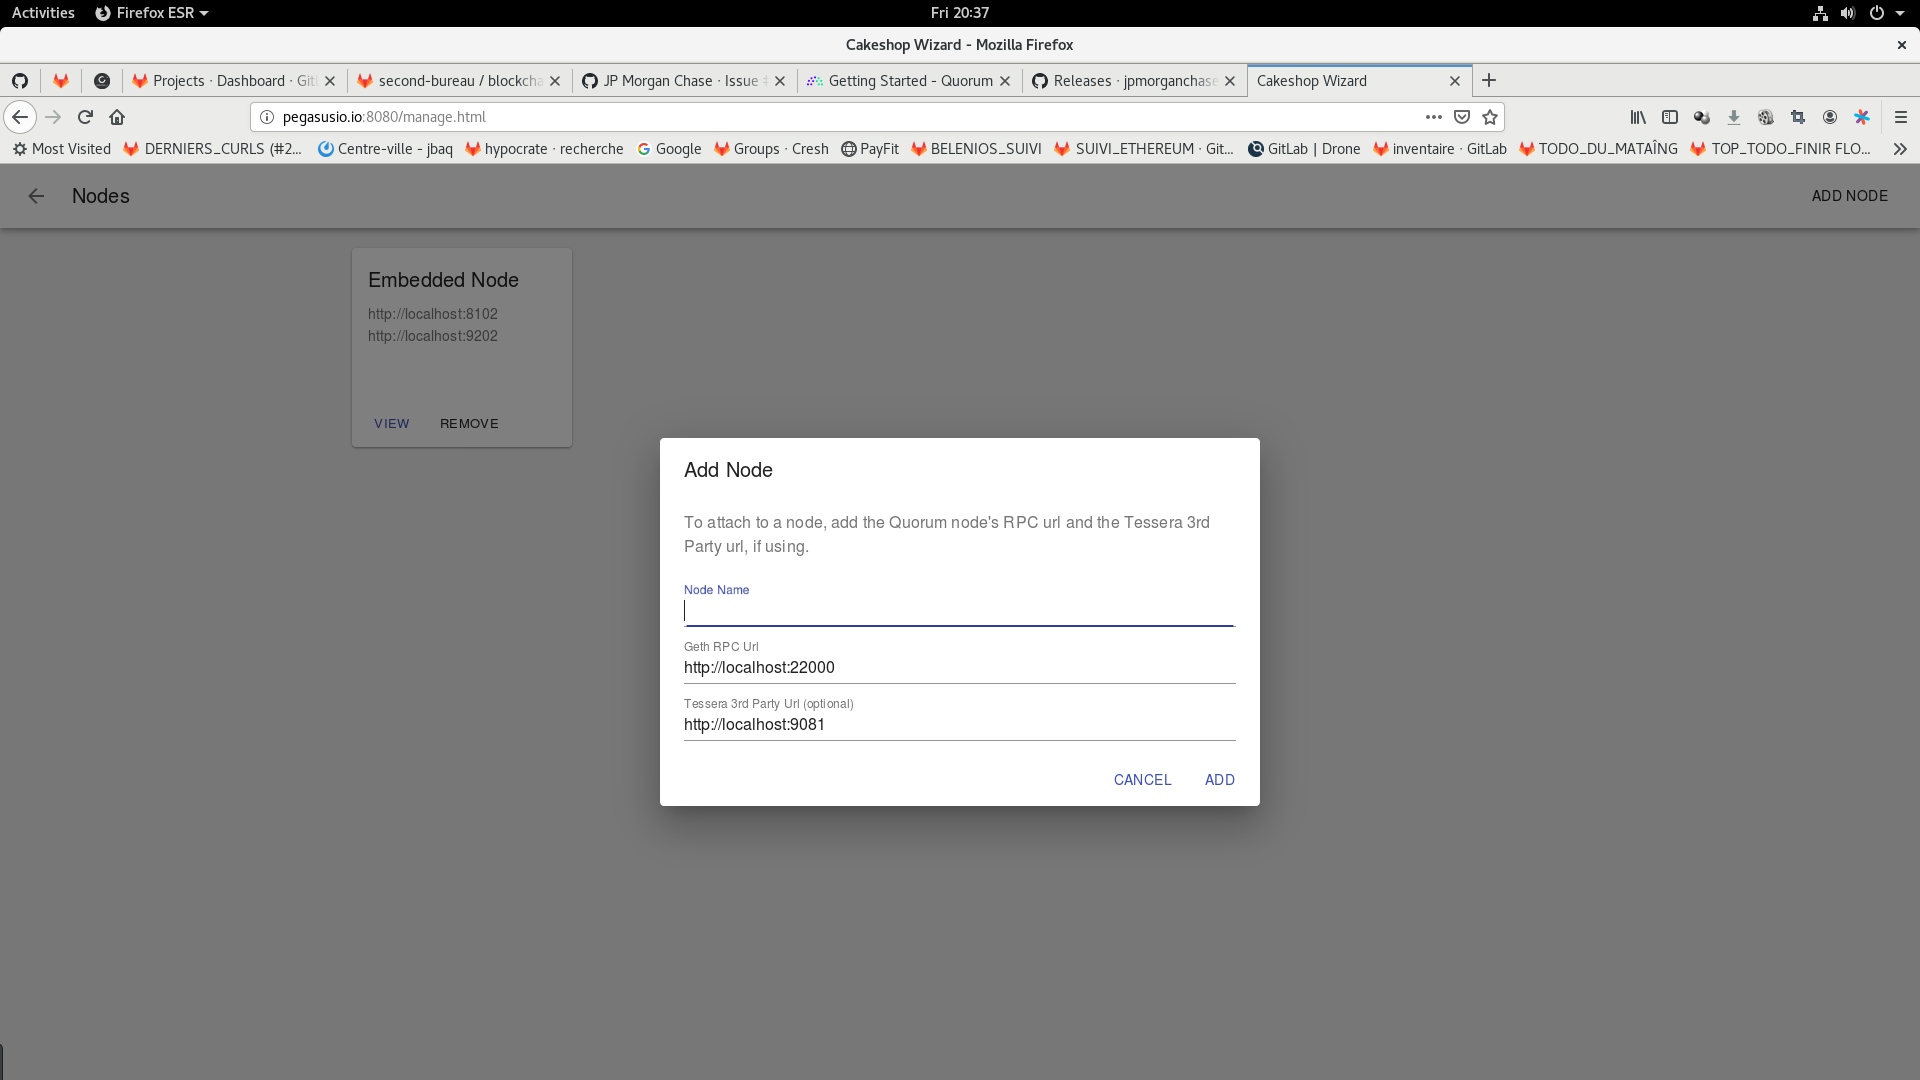 Activities
Firefox ESR
Fri 20:37
Cakeshop Wizard - Mozilla Firefox
Projects · Dashboard · Git
second-bureau / blockcha
JP Morgan Chase · Issue
Getting Started - Quorum
Releases · jpmorganchase
Cakeshop Wizard
pegasusio.io:8080/manage.html
Most Visited
DERNIERS_CURLS (#2...
Centre-ville - jbaq
hypocrate · recherche
Google
Groups · Cresh
PayFit
BELENIOS_SUIVI
SUIVI_ETHEREUM · Git...
GitLab | Drone
inventaire · GitLab
TODO_DU_MATAÎNG
TOP_TODO_FINIR FLO...
Nodes
ADD NODE
Embedded Node
http://localhost:8102
http://localhost:9202
VIEW
REMOVE
Add Node
To attach to a node, add the Quorum node's RPC url and the Tessera 3rd
Party url, if using.
Node Name
Geth RPC Url
http://localhost:22000
Tessera 3rd Party Url (optional)
http://localhost:9081
CANCEL
ADD